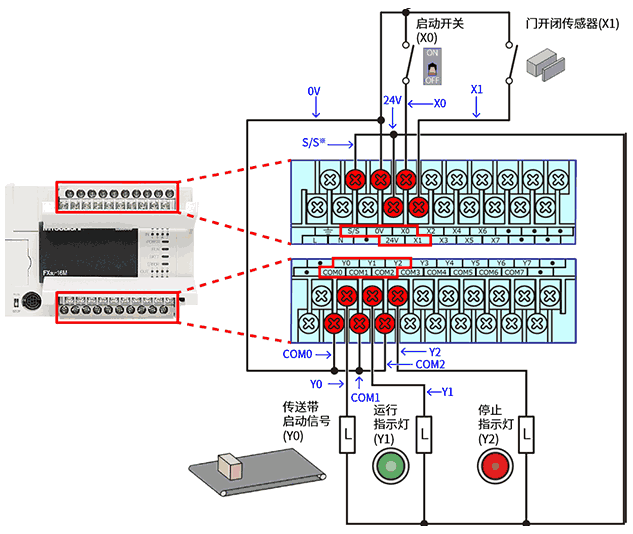 启动开关
(X0)
ON
OFF
门开闭传感器(X1)
0V
24V
X0
X1
S/S※
MITSUBISHI
S/S 0V X0 X2 X4 X6
L N 24V X1 X3 X5 X7
Y0 Y1 Y2 Y3 Y4 Y5 Y6 Y7
COM0 COM1 COM2 COM3 COM4 COM5 COM6 COM7
COM0
Y2
COM2
Y0
COM1
Y1
传送带
启动信号
(Y0)
L
运行
指示灯
(Y1)
L
停止
指示灯
(Y2)
L